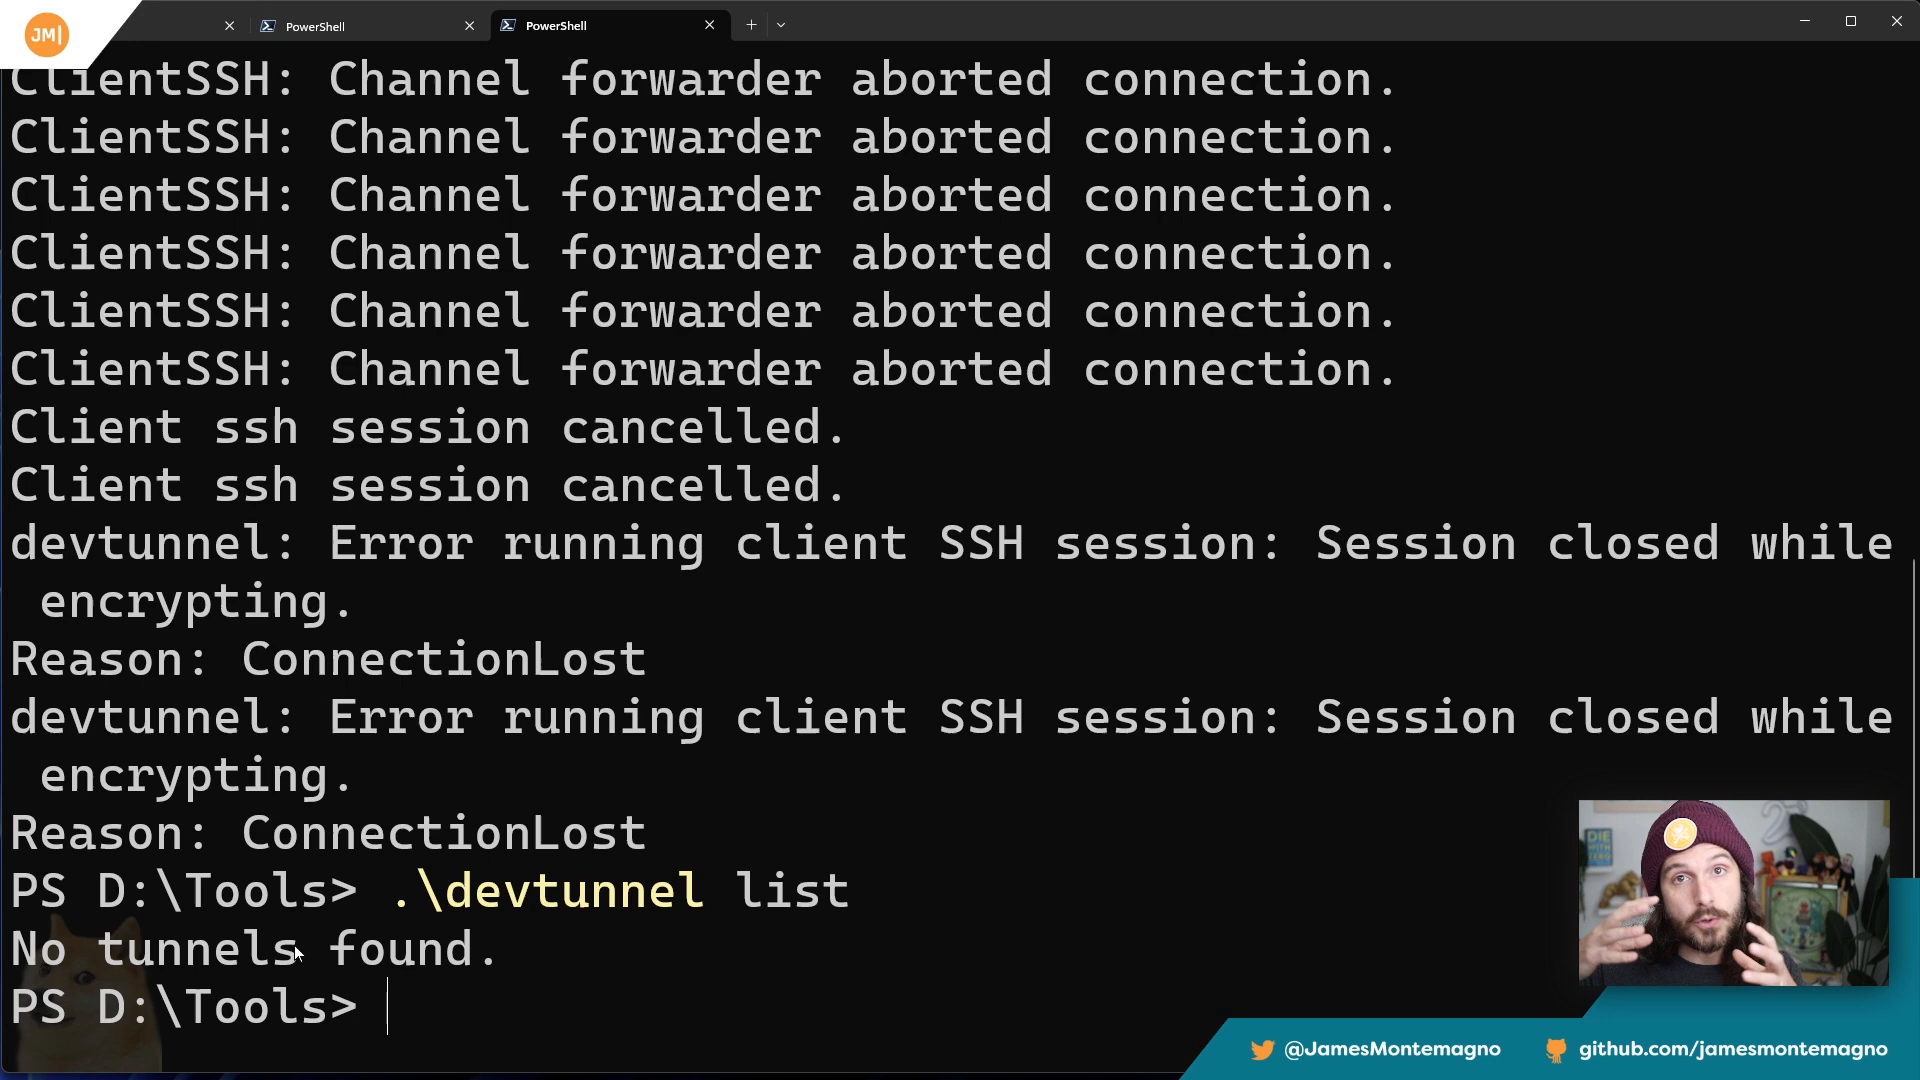 JM|
PowerShell
PowerShell
ClientSSH: Channel forwarder aborted connection.
ClientSSH: Channel forwarder aborted connection.
ClientSSH: Channel forwarder aborted connection.
ClientSSH: Channel forwarder aborted connection.
ClientSSH: Channel forwarder aborted connection.
ClientSSH: Channel forwarder aborted connection.
Client ssh session cancelled.
Client ssh session cancelled.
devtunnel: Error running client SSH session: Session closed while
encrypting.
Reason: ConnectionLost
devtunnel: Error running client SSH session: Session closed while
encrypting.
Reason: ConnectionLost
PS D:\Tools> .\devtunnel list
No tunnels found.
PS D:\Tools>
DIE
WITH
@JamesMontemagno
github.com/jamesmontemagno